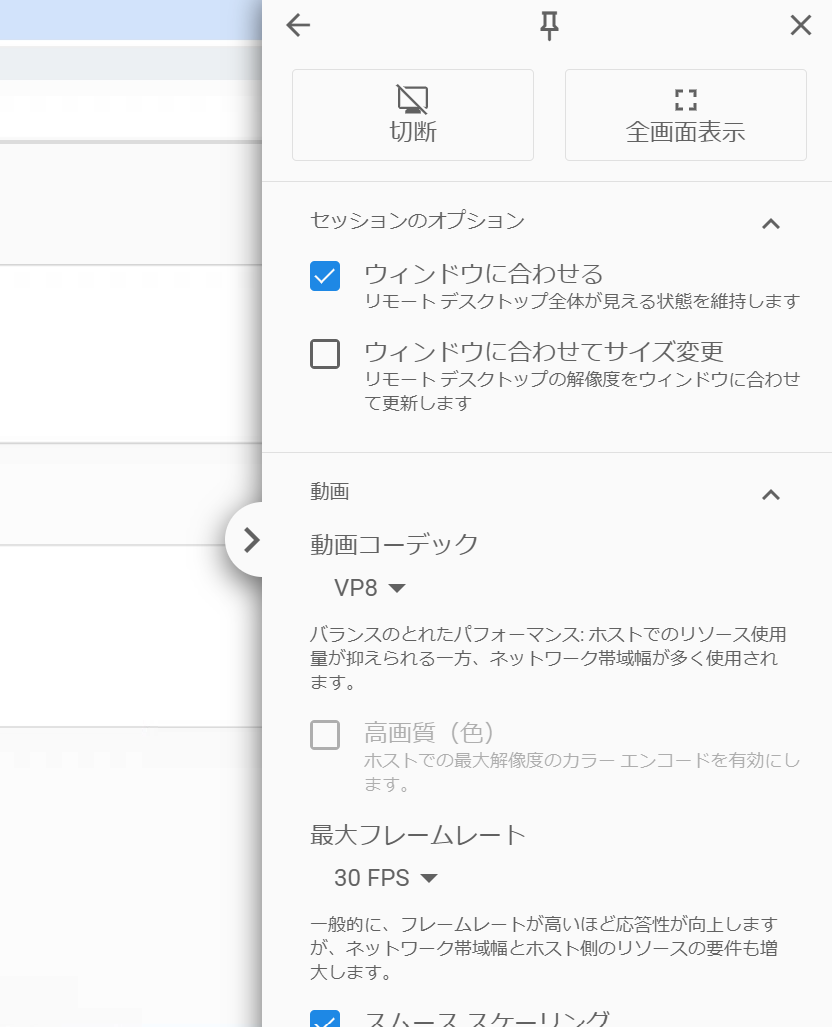 切断
全画面表示
セッションのオプション
ウィンドウに合わせる
リモート デスクトップ全体が見える状態を維持します
ウィンドウに合わせてサイズ変更
リモート デスクトップの解像度をウィンドウに合わせ
て更新します
動画
動画コーデック
VP8
バランスのとれたパフォーマンス: ホストでのリソース使用
量が抑えられる一方、ネットワーク帯域幅が多く使用され
ます。
高画質（色）
ホストでの最大解像度のカラー エンコードを有効にし
ます。
最大フレームレート
30 FPS
一般的に、フレームレートが高いほど応答性が向上します
が、ネットワーク帯域幅とホスト側のリソースの要件も増
大します。
スムーズ スケーリング